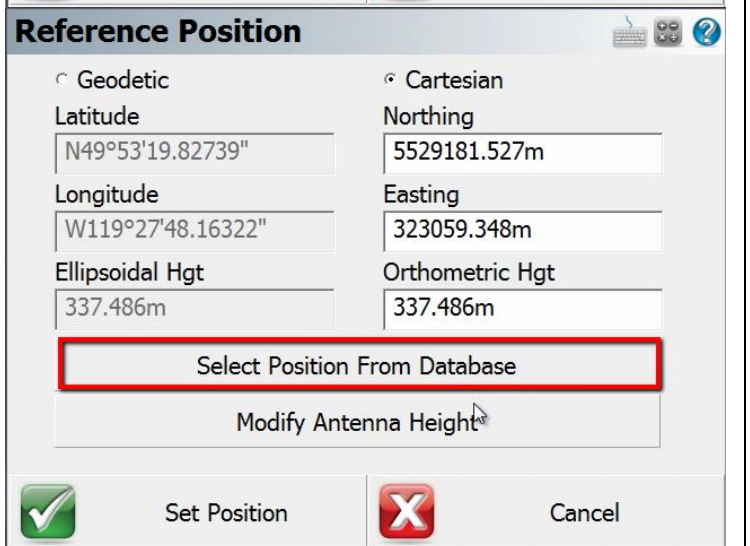 Reference Position
Geodetic
Cartesian
Latitude
Northing
N49°53'19.82739"
5529181.527m
Longitude
Easting
W119°27'48.16322"
323059.348m
Ellipsoidal Hgt
Orthometric Hgt
337.486m
337.486m
Select Position From Database
Modify Antenna Height
Set Position
Cancel